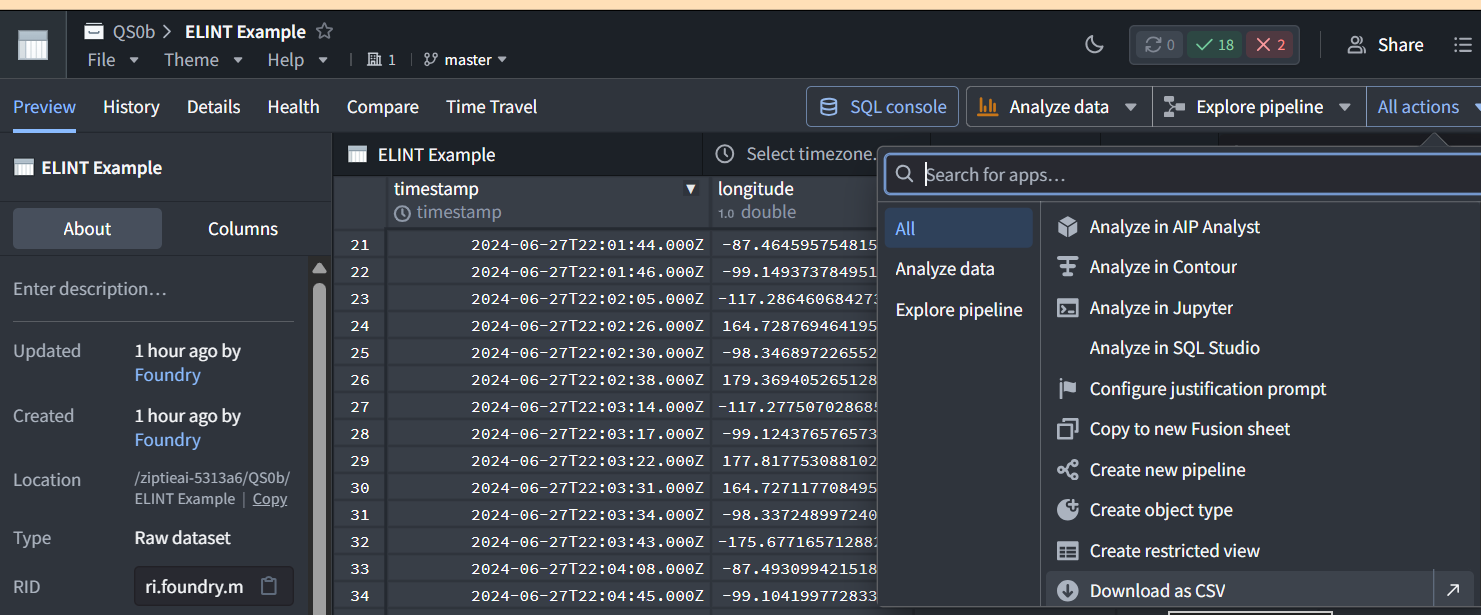 QS0b > ELINT Example
File Theme Help 1 master
0 18 2 Share
Preview History Details Health Compare Time Travel
SQL console Analyze data Explore pipeline All actions
ELINT Example
About Columns
Enter description…
Updated 1 hour ago by
Foundry
Created 1 hour ago by
Foundry
Location /ziptieai-5313a6/QS0b/
ELINT Example | Copy
Type Raw dataset
RID ri.foundry.m
ELINT Example Select timezone.
timestamp longitude
timestamp 1.0 double
21 2024-06-27T22:01:44.000Z -87.464595754815
22 2024-06-27T22:01:46.000Z -99.149373784951
23 2024-06-27T22:02:05.000Z -117.28646068427
24 2024-06-27T22:02:26.000Z 164.728769464195
25 2024-06-27T22:02:30.000Z -98.346897226552
26 2024-06-27T22:02:38.000Z 179.369405265128
27 2024-06-27T22:03:14.000Z -117.27750702868
28 2024-06-27T22:03:17.000Z -99.124376576573
29 2024-06-27T22:03:22.000Z 177.817753088102
30 2024-06-27T22:03:31.000Z 164.727117708495
31 2024-06-27T22:03:34.000Z -98.337248997240
32 2024-06-27T22:03:43.000Z -175.67716571288
33 2024-06-27T22:04:08.000Z -87.493099421518
34 2024-06-27T22:04:45.000Z -99.104199772833
Search for apps…
All
Analyze data
Explore pipeline
Analyze in AIP Analyst
Analyze in Contour
Analyze in Jupyter
Analyze in SQL Studio
Configure justification prompt
Copy to new Fusion sheet
Create new pipeline
Create object type
Create restricted view
Download as CSV